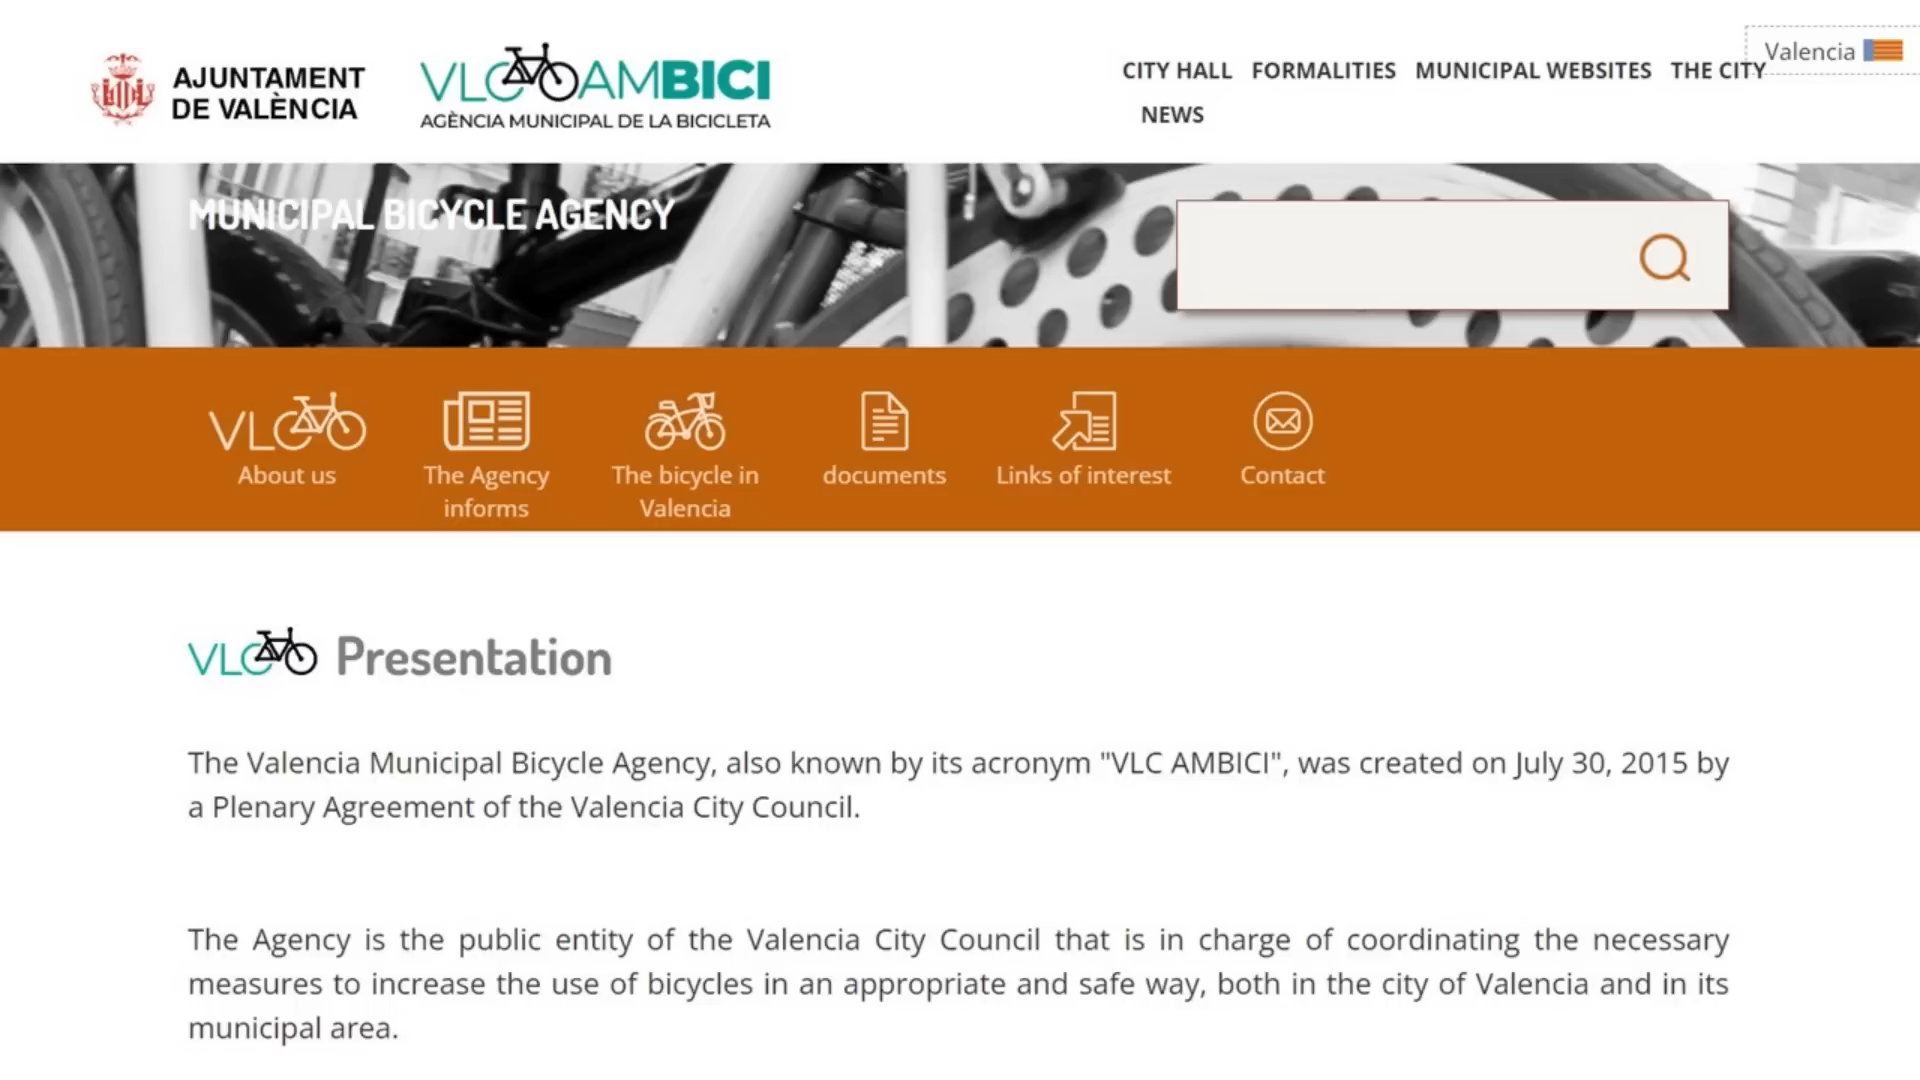 AJUNTAMENT
DE VALÈNCIA
VLC AMBICI
AGÈNCIA MUNICIPAL DE LA BICICLETA
CITY HALL FORMALITIES MUNICIPAL WEBSITES THE CITY
NEWS
Valencia
MUNICIPAL BICYCLE AGENCY
VLC
About us
The Agency
informs
The bicycle in
Valencia
documents
Links of interest
Contact
VLC Presentation
The Valencia Municipal Bicycle Agency, also known by its acronym "VLC AMBICI", was created on July 30, 2015 by
a Plenary Agreement of the Valencia City Council.
The Agency is the public entity of the Valencia City Council that is in charge of coordinating the necessary
measures to increase the use of bicycles in an appropriate and safe way, both in the city of Valencia and in its
municipal area.